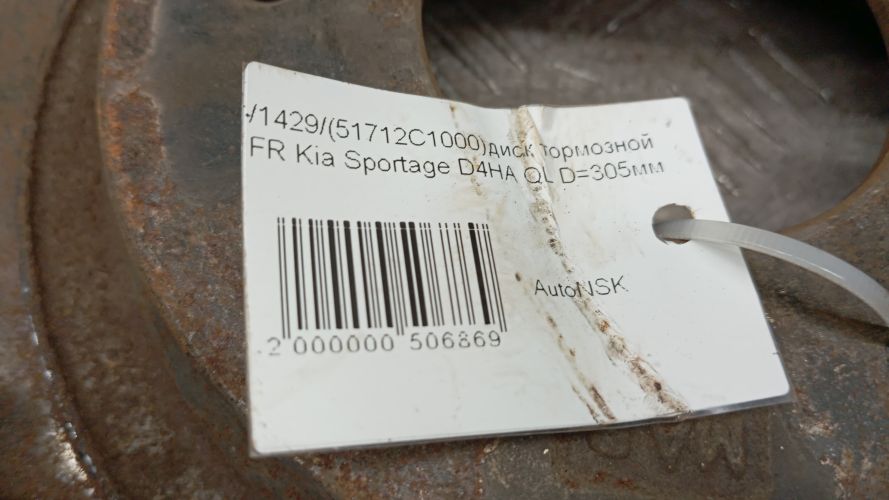 -/1429/(51712C1000)диск тормозной
FR Kia Sportage D4HA QL D=305мм
AutoNSK
2 000000 506869